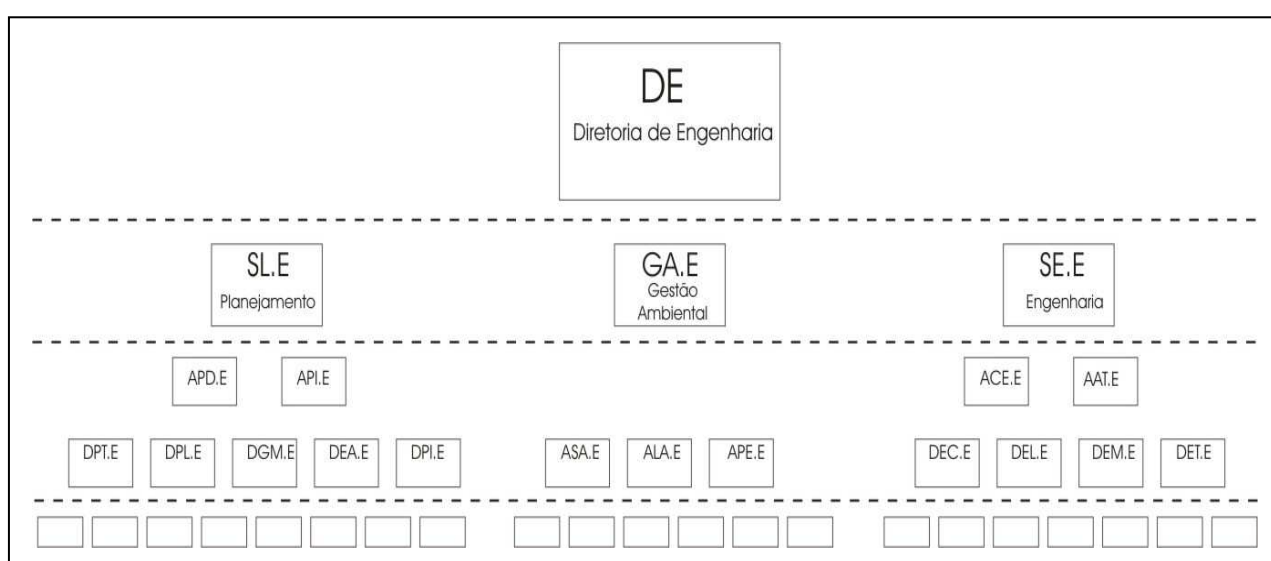 DE
Diretoria de Engenharia
SL.E
Planejamento
GA.E
Gestão
Ambiental
SE.E
Engenharia
APD.E
API.E
ACE.E
AAT.E
DPT.E
DPL.E
DGM.E
DEA.E
DPI.E
ASA.E
ALA.E
APE.E
DEC.E
DEL.E
DEM.E
DET.E